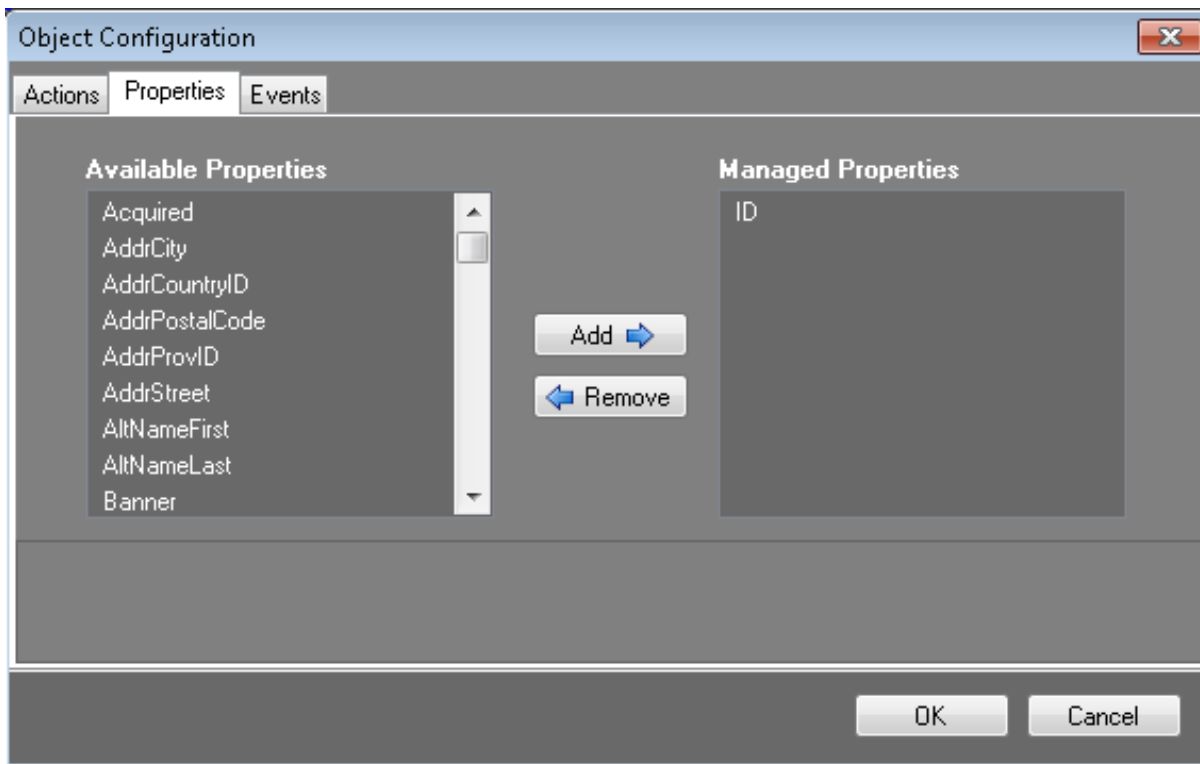 Object Configuration
Actions Properties Events
Available Properties
Acquired
AddrCity
AddrCountryID
AddrPostalCode
AddrProvID
AddrStreet
AltNameFirst
AltNameLast
Banner
Add
Remove
Managed Properties
ID
OK Cancel